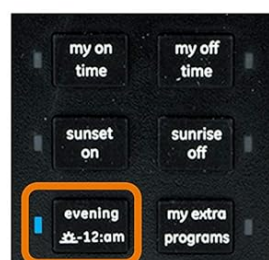 my on
time
my off
time
sunset
on
sunrise
off
evening
-12:am
my extra
programs